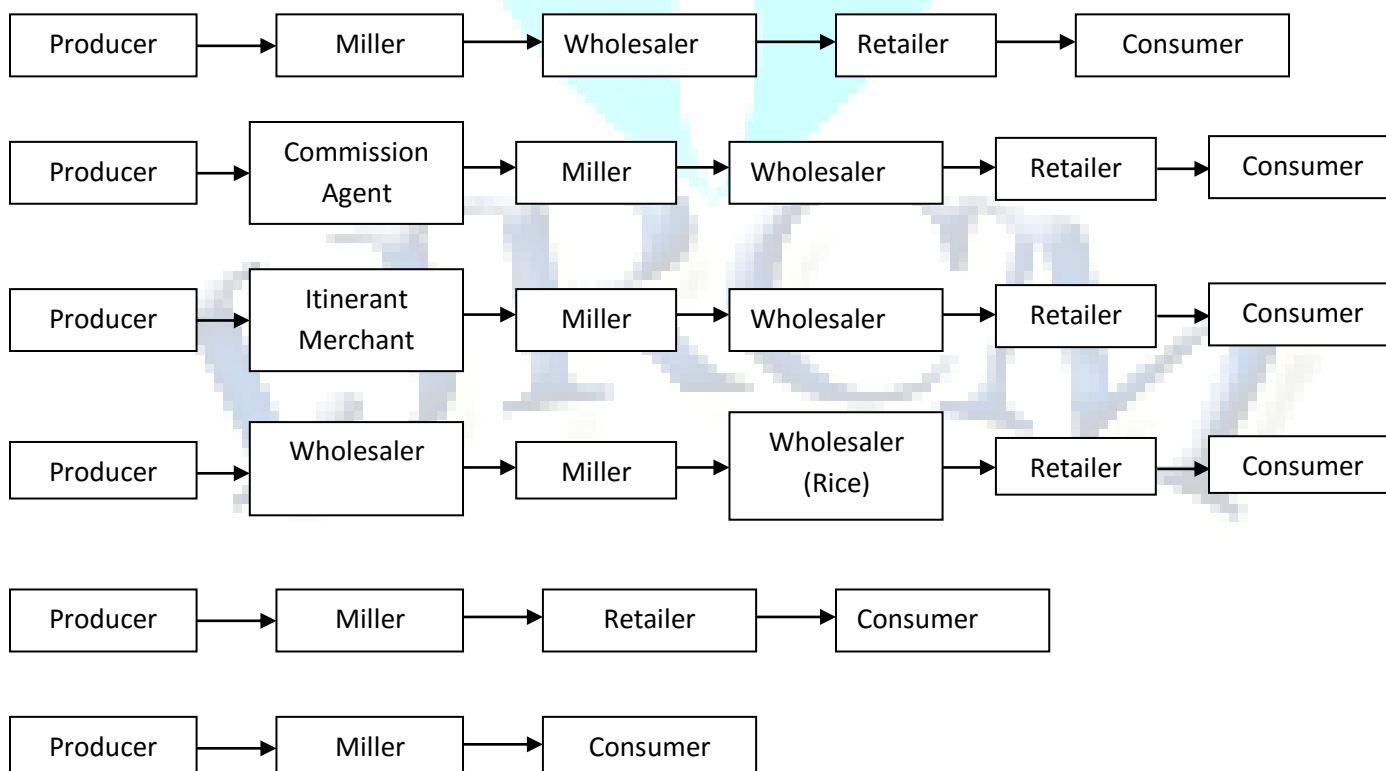 Producer Miller Wholesaler Retailer Consumer
Producer Commission Agent Miller Wholesaler Retailer Consumer
Producer Itinerant Merchant Miller Wholesaler Retailer Consumer
Producer Wholesaler Miller Wholesaler (Rice) Retailer Consumer
Producer Miller Retailer Consumer
Producer Miller Consumer